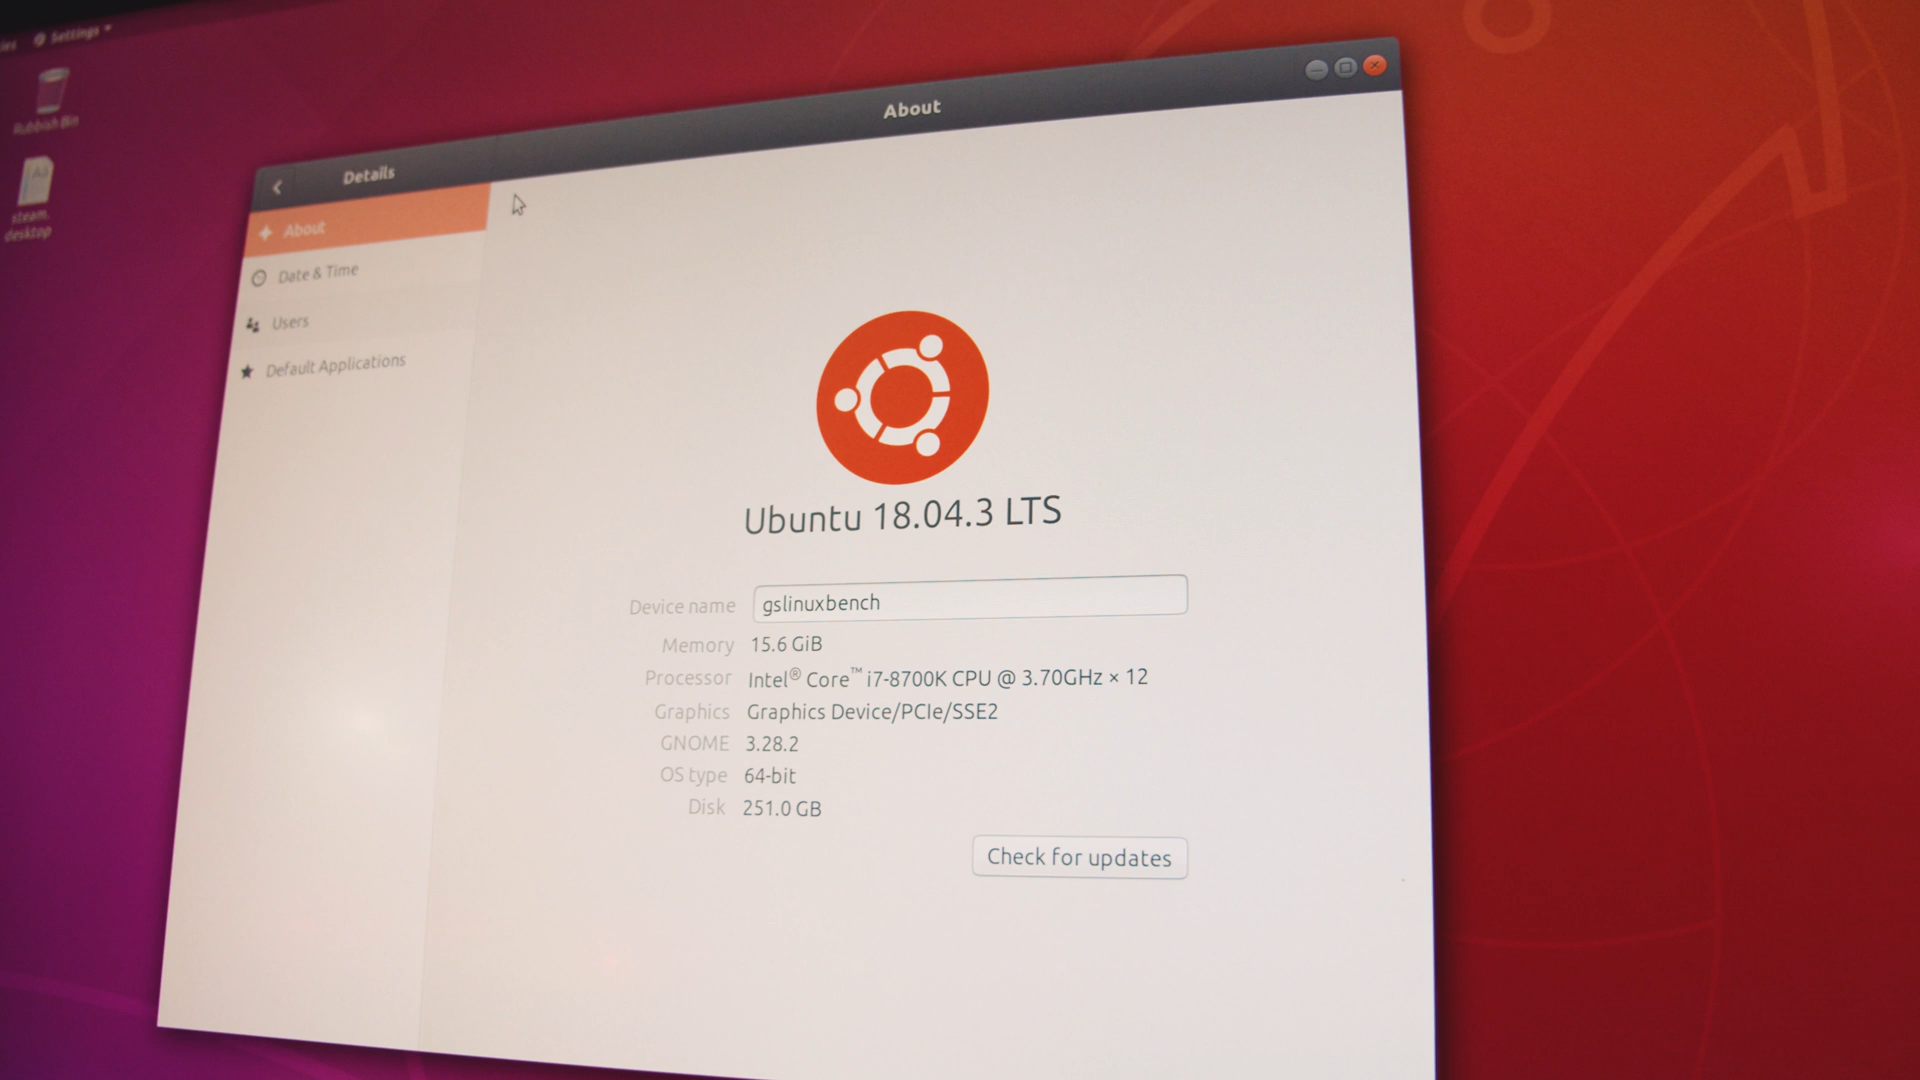 Settings
Rubbish Bin
steam.
desktop
Details
About
About
Date & Time
Users
Default Applications
Ubuntu 18.04.3 LTS
Device name gslinuxbench
Memory 15.6 GiB
Processor Intel® Core™ i7-8700K CPU @ 3.70GHz × 12
Graphics Graphics Device/PCIe/SSE2
GNOME 3.28.2
OS type 64-bit
Disk 251.0 GB
Check for updates